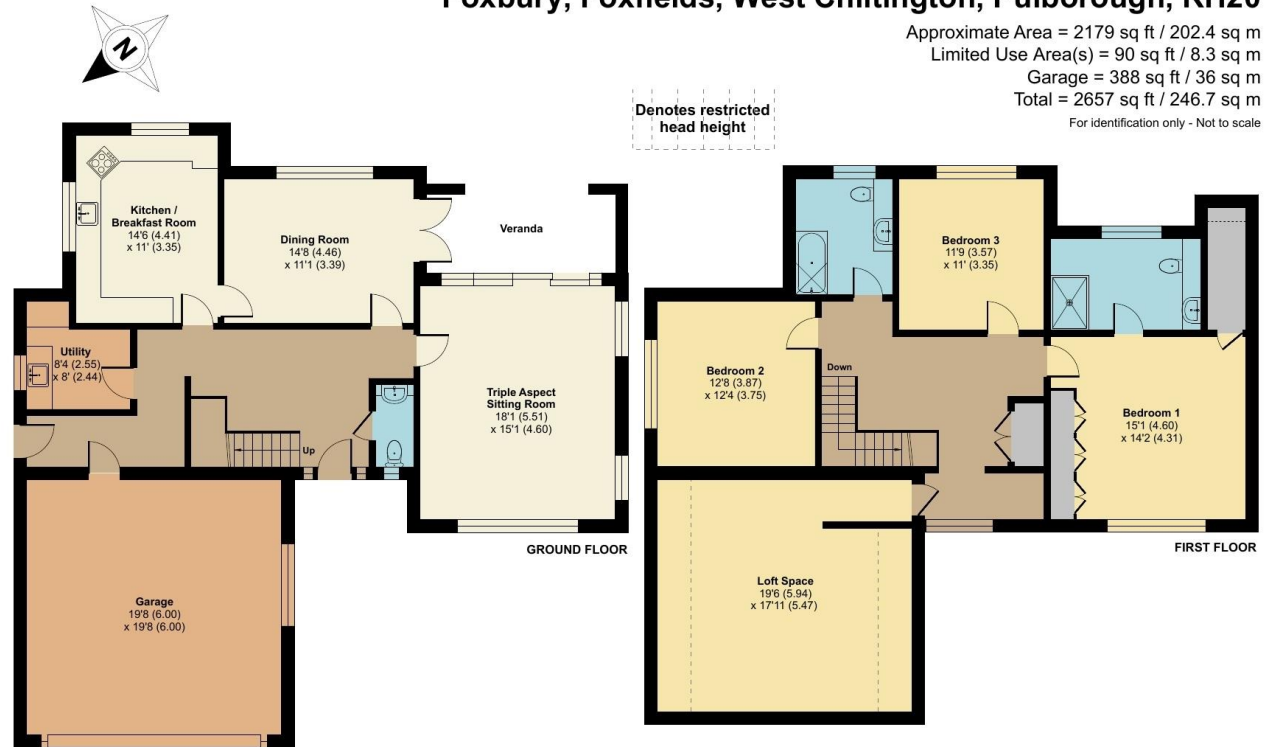 Foxbury, Foxfields, West Chiltington, Pulborough, RH20
Approximate Area = 2179 sq ft / 202.4 sq m
Limited Use Area(s) = 90 sq ft / 8.3 sq m
Garage = 388 sq ft / 36 sq m
Total = 2657 sq ft / 246.7 sq m
For identification only - Not to scale
N
Denotes restricted
head height
Kitchen /
Breakfast Room
14'6 (4.41)
x 11' (3.35)
Dining Room
14'8 (4.46)
x 11'1 (3.39)
Veranda
Utility
8'4 (2.55)
x 8' (2.44)
Triple Aspect
Sitting Room
18'1 (5.51)
x 15'1 (4.60)
Up
Garage
19'8 (6.00)
x 19'8 (6.00)
GROUND FLOOR
Bedroom 3
11'9 (3.57)
x 11' (3.35)
Bedroom 2
12'8 (3.87)
x 12'4 (3.75)
Down
Bedroom 1
15'1 (4.60)
x 14'2 (4.31)
Loft Space
19'6 (5.94)
x 17'11 (5.47)
FIRST FLOOR